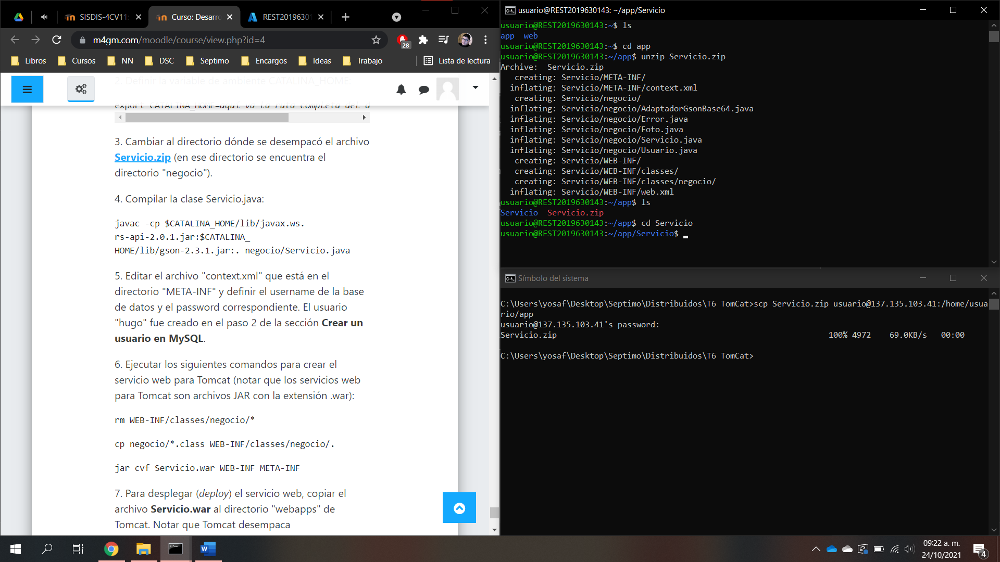 SISDIS-4CV11
Curso: Desarro
REST2019630
m4gm.com/moodle/course/view.php?id=4
28
Libros
Cursos
NN
DSC
Septimo
Encargos
Ideas
Trabajo
Lista de lectura
2. Definir la variable de ambiente CATALINA_HOME:
export CATALINA_HOME=aquí va la ruta completa del d
3. Cambiar al directorio dónde se desempacó el archivo
Servicio.zip (en ese directorio se encuentra el
directorio "negocio").
4. Compilar la clase Servicio.java:
javac -cp $CATALINA_HOME/lib/javax.ws.
rs-api-2.0.1.jar:$CATALINA_
HOME/lib/gson-2.3.1.jar:. negocio/Servicio.java
5. Editar el archivo "context.xml" que está en el
directorio "META-INF" y definir el username de la base
de datos y el password correspondiente. El usuario
"hugo" fue creado en el paso 2 de la sección Crear un
usuario en MySQL.
6. Ejecutar los siguientes comandos para crear el
servicio web para Tomcat (notar que los servicios web
para Tomcat son archivos JAR con la extensión .war):
rm WEB-INF/classes/negocio/*
cp negocio/*.class WEB-INF/classes/negocio/.
jar cvf Servicio.war WEB-INF META-INF
7. Para desplegar (deploy) el servicio web, copiar el
archivo Servicio.war al directorio "webapps" de
Tomcat. Notar que Tomcat desempaca
usuario@REST2019630143: ~/app/Servicio
usuario@REST2019630143:~$ ls
app  web
usuario@REST2019630143:~$ cd app
usuario@REST2019630143:~/app$ unzip Servicio.zip
Archive:  Servicio.zip
creating: Servicio/META-INF/
inflating: Servicio/META-INF/context.xml
creating: Servicio/negocio/
inflating: Servicio/negocio/AdaptadorGsonBase64.java
inflating: Servicio/negocio/Error.java
inflating: Servicio/negocio/Foto.java
inflating: Servicio/negocio/Servicio.java
inflating: Servicio/negocio/Usuario.java
creating: Servicio/WEB-INF/
creating: Servicio/WEB-INF/classes/
creating: Servicio/WEB-INF/classes/negocio/
inflating: Servicio/WEB-INF/web.xml
usuario@REST2019630143:~/app$ ls
Servicio  Servicio.zip
usuario@REST2019630143:~/app$ cd Servicio
usuario@REST2019630143:~/app/Servicio$
Símbolo del sistema
C:\Users\yosaf\Desktop\Septimo\Distribuidos\T6 TomCat>scp Servicio.zip usuario@137.135.103.41:/home/usua
rio/app
usuario@137.135.103.41's password:
Servicio.zip 100% 4972 69.0KB/s 00:00
C:\Users\yosaf\Desktop\Septimo\Distribuidos\T6 TomCat>
09:22 a. m.
24/10/2021
4